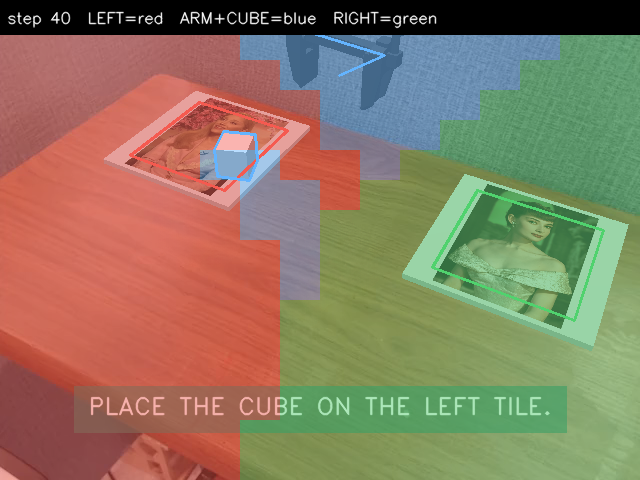 step 40 LEFT=red ARM+CUBE=blue RIGHT=green
PLACE THE CUBE ON THE LEFT TILE.